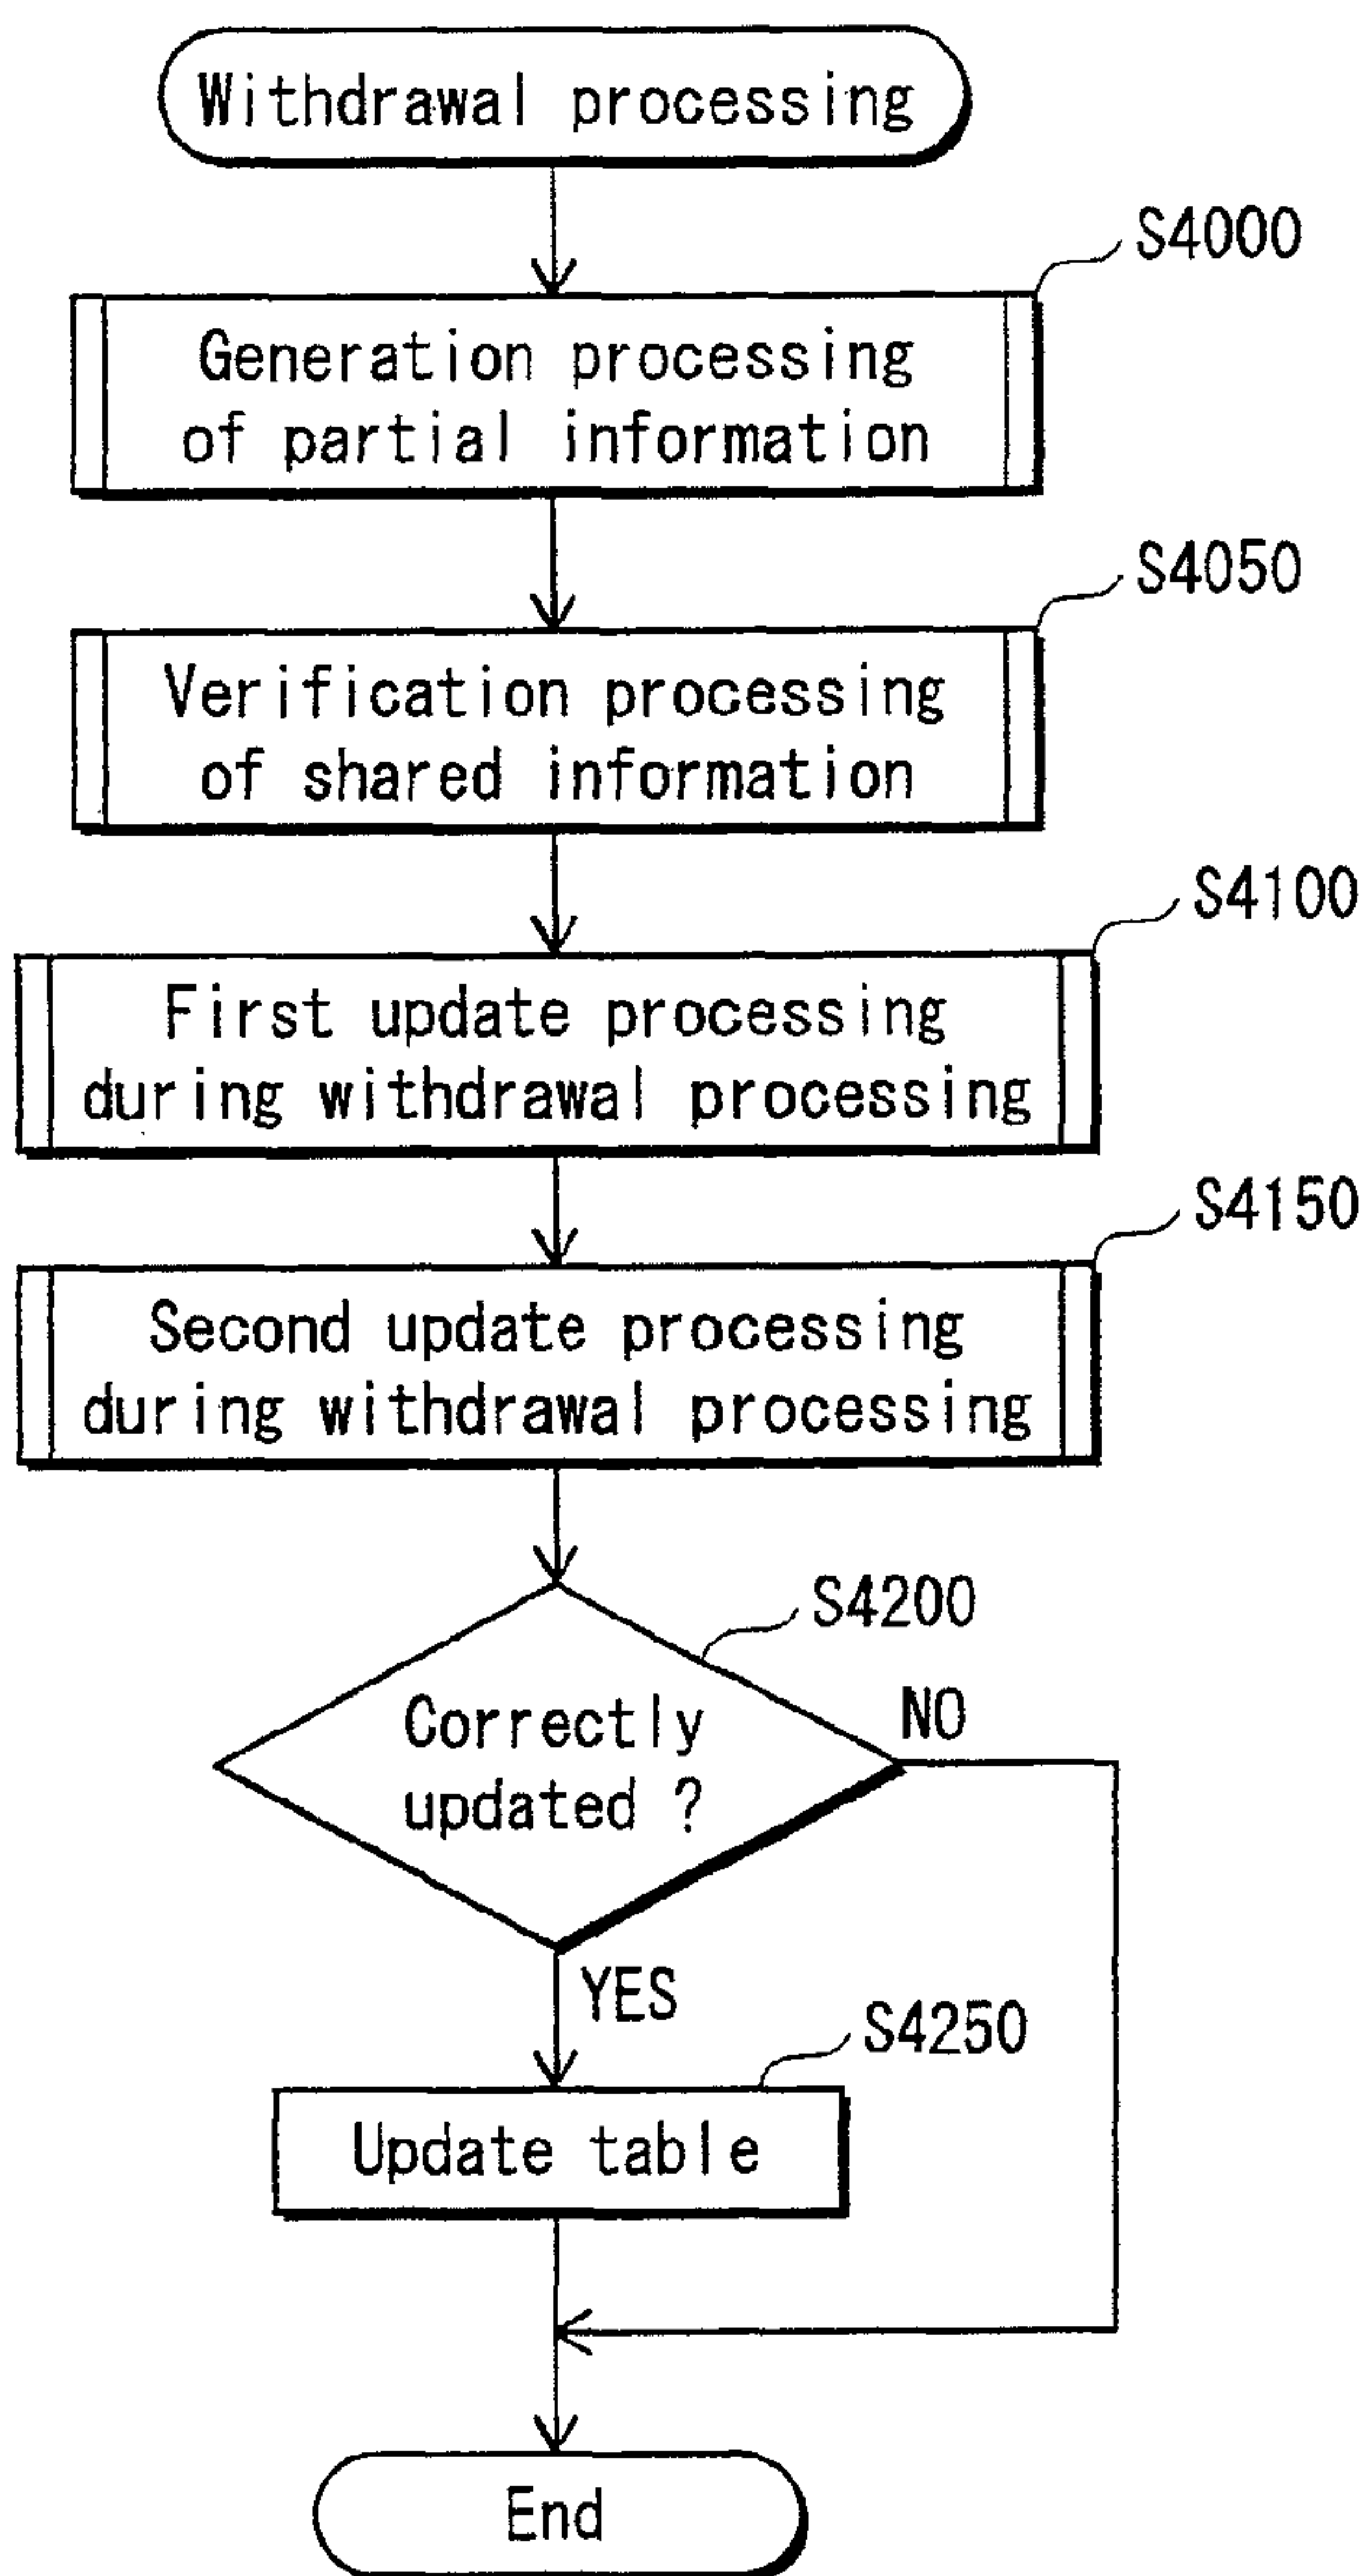 Withdrawal processing
S4000
Generation processing
of partial information
S4050
Verification processing
of shared information
S4100
First update processing
during withdrawal processing
S4150
Second update processing
during withdrawal processing
S4200
Correctly
updated ?
NO
YES
S4250
Update table
End